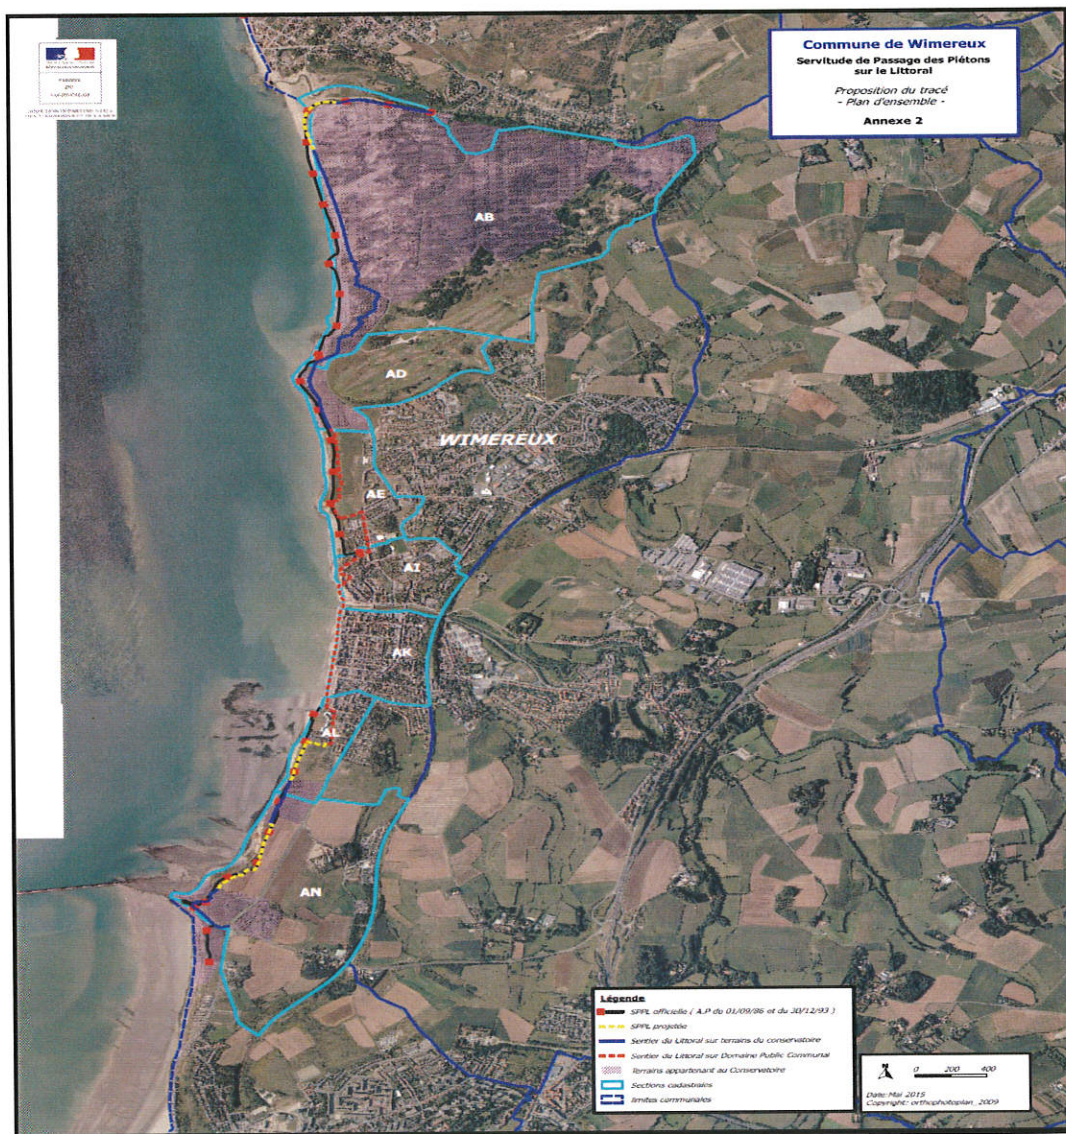 Commune de Wimereux
Servitude de Passage des Piétons
sur le Littoral
Proposition du tracé
- Plan d'ensemble -
Annexe 2
AB
AD
WIMEREUX
AE
AI
AK
AL
AN
Légende
SPPL officielle ( A.P du 01/09/86 et du 30/12/93 )
SPPL projetée
Sentier du Littoral sur terrains du conservatoire
Sentier du Littoral sur Domaine Public Communal
Terrains appartenant au Conservatoire
Sections cadastrales
limites communales
N
0 200 400
Date: Mai 2015
Copyright: orthophotoplan_2009